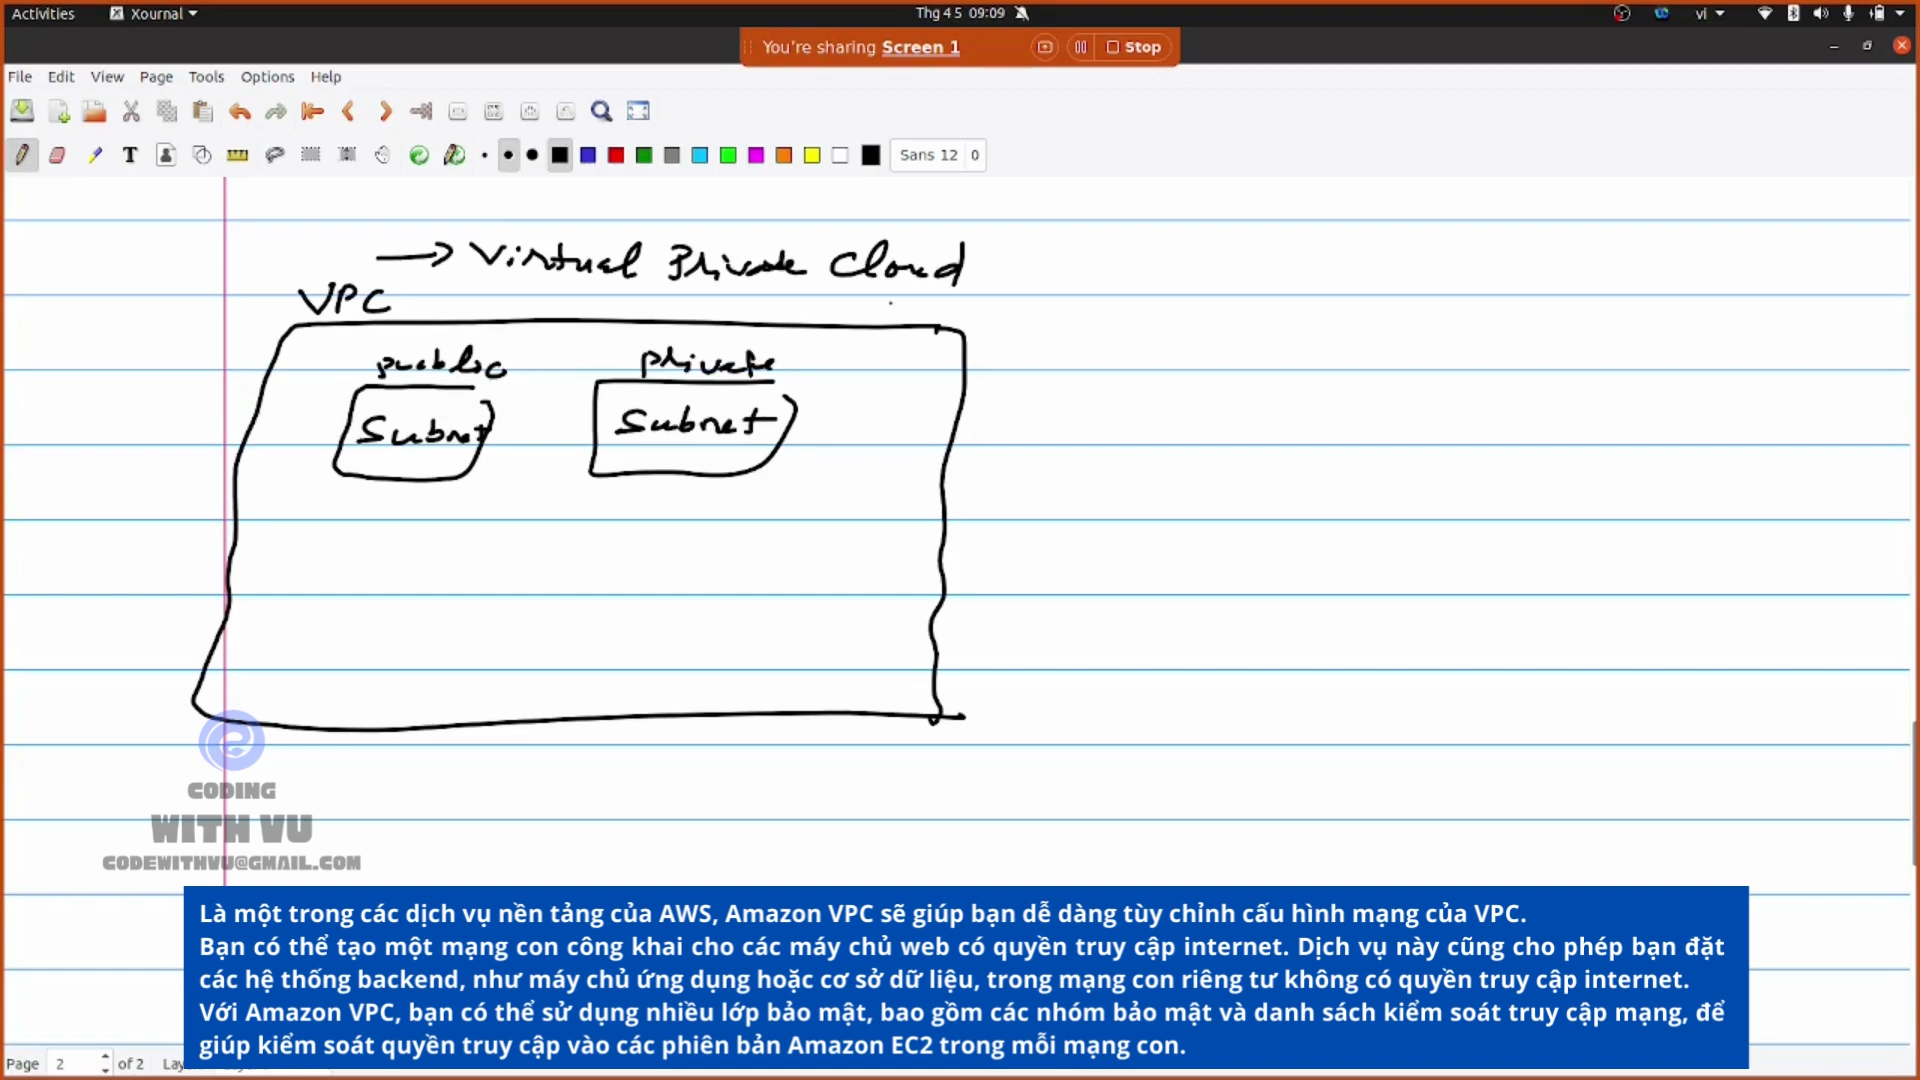 Activities
Xournal
Thg 4 5 09:09
vi
You're sharing Screen 1
Stop
File Edit View Page Tools Options Help
T
Sans 12 0
→ Virtual Private Cloud
VPC
public private
Subnet Subnet
CODING
WITH VU
CODEWITHVU@GMAIL.COM
Là một trong các dịch vụ nền tảng của AWS, Amazon VPC sẽ giúp bạn dễ dàng tùy chỉnh cấu hình mạng của VPC.
Bạn có thể tạo một mạng con công khai cho các máy chủ web có quyền truy cập internet. Dịch vụ này cũng cho phép bạn đặt
các hệ thống backend, như máy chủ ứng dụng hoặc cơ sở dữ liệu, trong mạng con riêng tư không có quyền truy cập internet.
Với Amazon VPC, bạn có thể sử dụng nhiều lớp bảo mật, bao gồm các nhóm bảo mật và danh sách kiểm soát truy cập mạng, để
giúp kiểm soát quyền truy cập vào các phiên bản Amazon EC2 trong mỗi mạng con.
Page 2 of 2